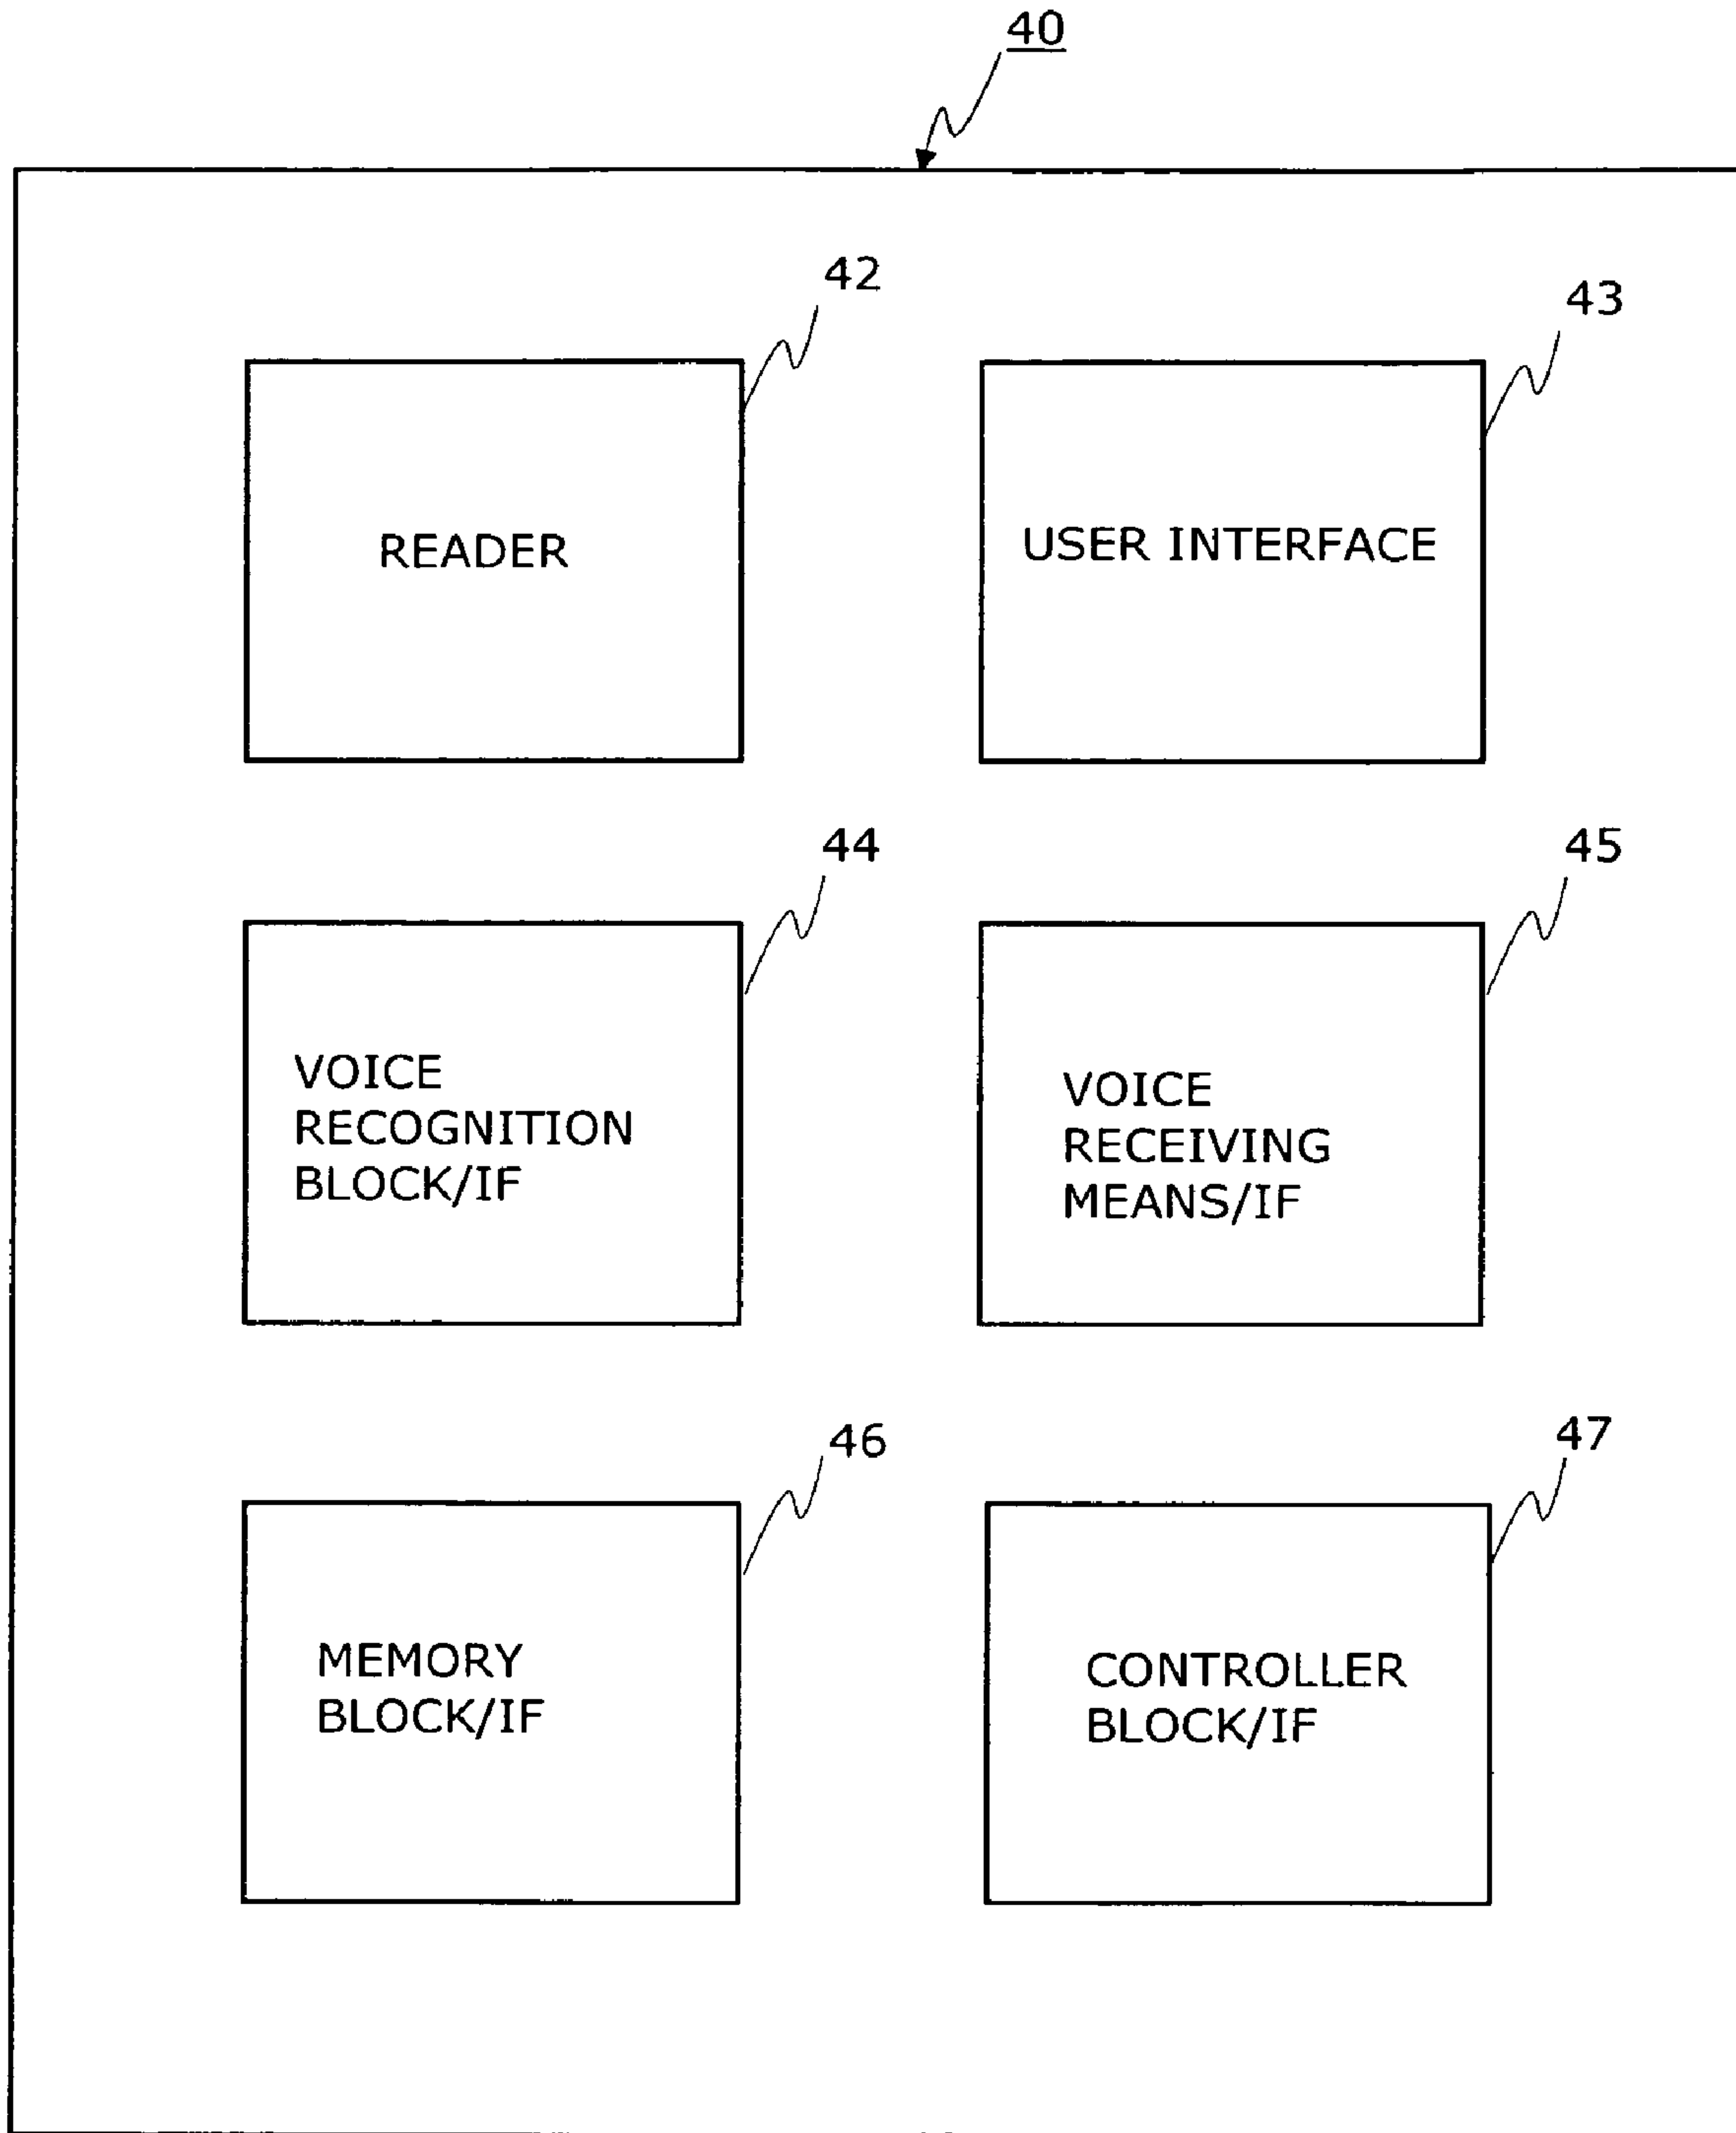 40
42
43
READER
USER INTERFACE
44
45
VOICE
RECOGNITION
BLOCK/IF
VOICE
RECEIVING
MEANS/IF
46
47
MEMORY
BLOCK/IF
CONTROLLER
BLOCK/IF